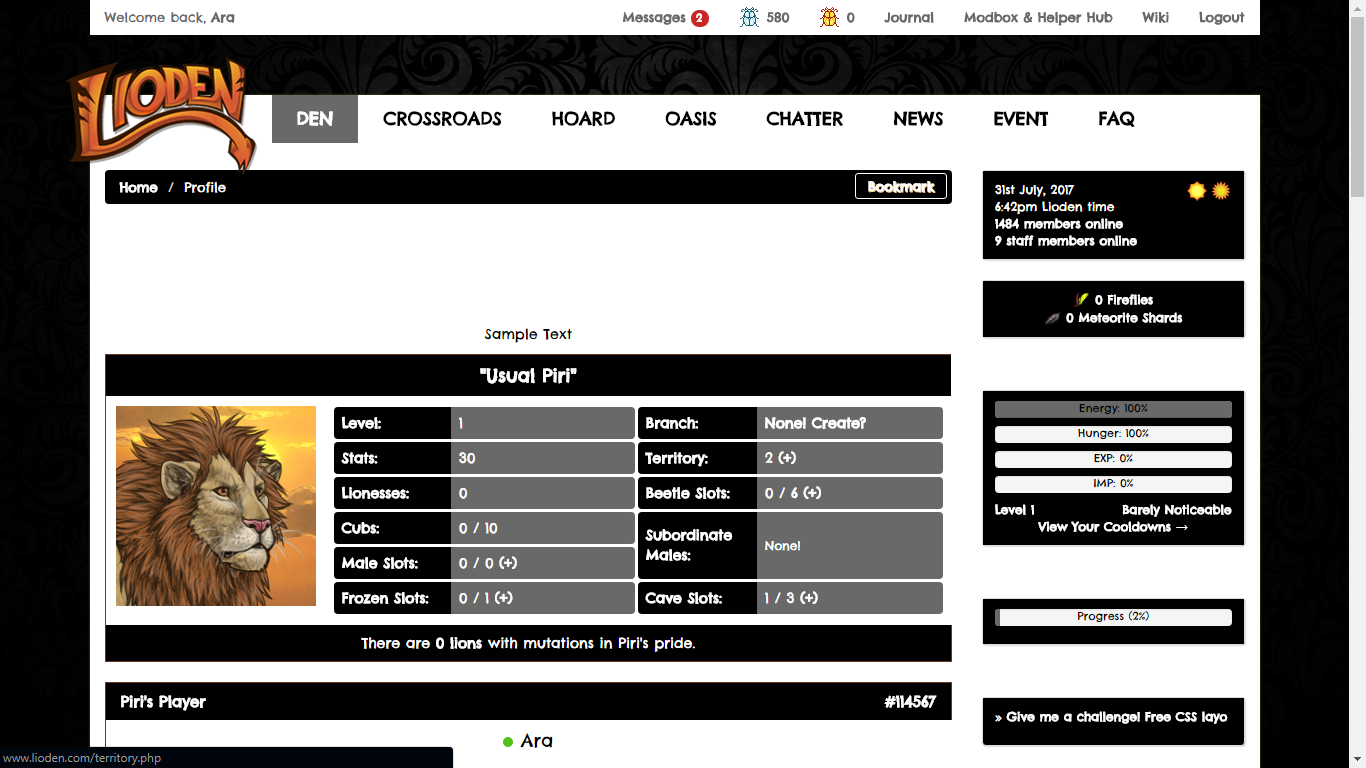 Welcome back, Ara
Messages 2 580 0 Journal Modbox & Helper Hub Wiki Logout
LIODEN
DEN CROSSROADS HOARD OASIS CHATTER NEWS EVENT FAQ
Home / Profile
Bookmark
Sample Text
"Usual Piri"
Level: 1
Stats: 30
Lionesses: 0
Cubs: 0 / 10
Male Slots: 0 / 0 (+)
Frozen Slots: 0 / 1 (+)
Branch: None! Create?
Territory: 2 (+)
Beetle Slots: 0 / 6 (+)
Subordinate
Males: None!
Cave Slots: 1 / 3 (+)
There are 0 lions with mutations in Piri's pride.
Piri's Player #114567
Ara
31st July, 2017
6:42pm Lioden time
1484 members online
9 staff members online
0 Fireflies
0 Meteorite Shards
Energy: 100%
Hunger: 100%
EXP: 0%
IMP: 0%
Level 1 Barely Noticeable
View Your Cooldowns →
Progress (2%)
» Give me a challenge! Free CSS layo
www.lioden.com/territory.php